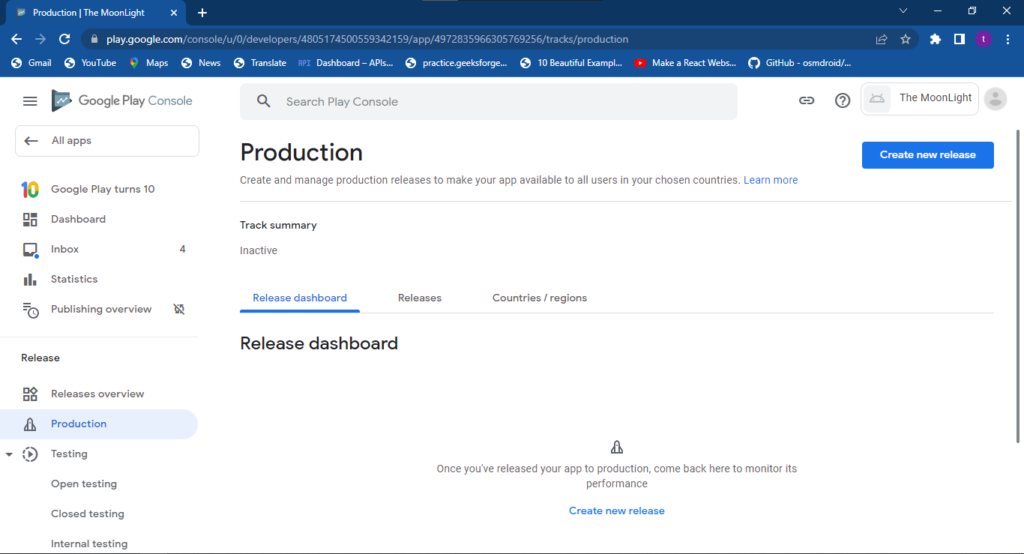 Production | The MoonLight
play.google.com/console/u/0/developers/4805174500559342159/app/4972835966305769256/tracks/production
t
Gmail YouTube Maps News Translate API Dashboard – APIs... practice.geeksforge... 10 Beautiful Exampl... Make a React Webs... GitHub - osmdroid/...
Google Play Console
Search Play Console
The MoonLight
All apps
Google Play turns 10
Dashboard
Inbox 4
Statistics
Publishing overview
Release
Releases overview
Production
Testing
Open testing
Closed testing
Internal testing
Production
Create new release
Create and manage production releases to make your app available to all users in your chosen countries. Learn more
Track summary
Inactive
Release dashboard Releases Countries / regions
Release dashboard
Once you've released your app to production, come back here to monitor its
performance
Create new release